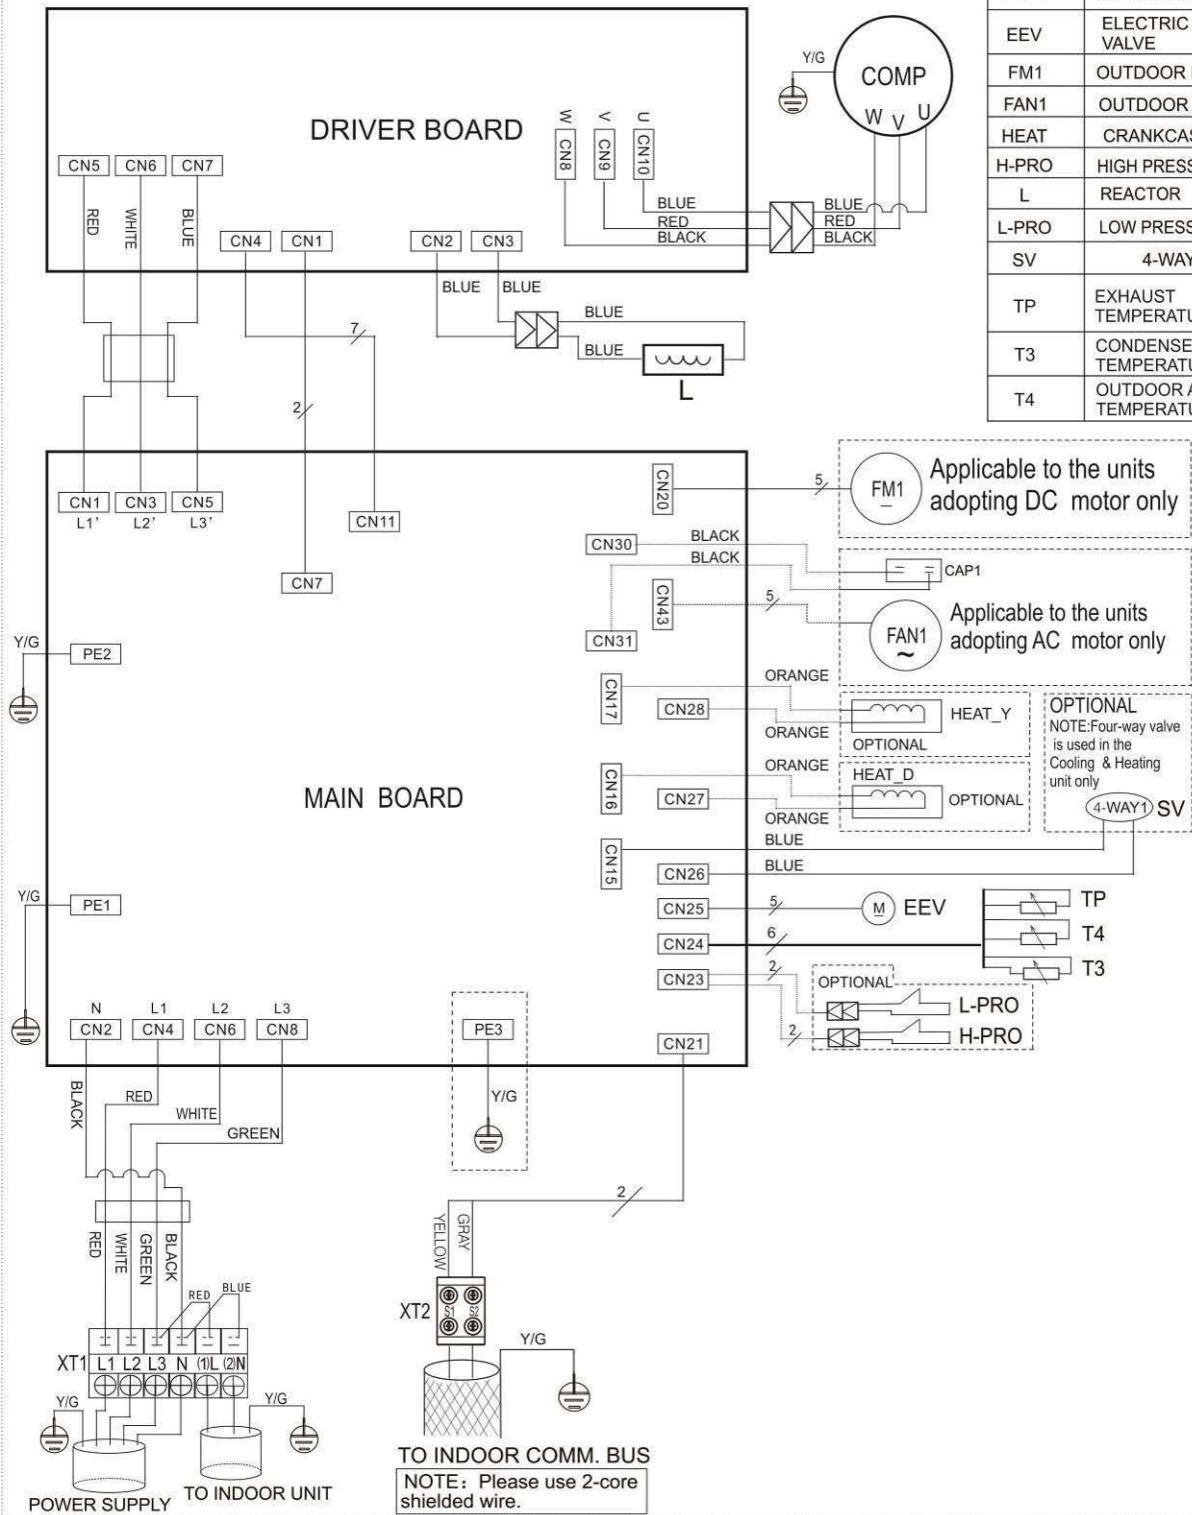 DRIVER BOARD
CN5
CN6
CN7
RED
WHITE
BLUE
CN4
CN1
CN2
CN3
W
CN8
V
CN9
U
CN10
BLUE
RED
BLACK
BLUE
RED
BLACK
Y/G
COMP
W
V
U
BLUE
BLUE
BLUE
BLUE
L
7
2
EEV
ELECTRIC
VALVE
FM1
OUTDOOR
FAN1
OUTDOOR
HEAT
H-PRO
HIGH
L
REACTOR
L-PRO
LOW
SV
4-WAY
TP
EXHAUST
T3
T4
OUTDOOR
MAIN BOARD
CN1
L1'
CN3
L2'
CN5
L3'
CN11
CN7
CN20
5
FM1
Applicable to the units
adopting DC motor only
CN30
BLACK
BLACK
CAP1
CN43
5
CN31
FAN1
~
Applicable to the units
adopting AC motor only
Y/G
PE2
CN17
CN28
ORANGE
ORANGE
HEAT_Y
OPTIONAL
CN16
CN27
ORANGE
ORANGE
HEAT_D
OPTIONAL
OPTIONAL
NOTE:Four-way valve
is used in the
Cooling & Heating
unit only
4-WAY1
SV
CN15
BLUE
CN26
BLUE
CN25
5
M
EEV
CN24
6
TP
T4
T3
CN23
2
2
OPTIONAL
L-PRO
H-PRO
Y/G
PE1
N
CN2
L1
CN4
L2
CN6
L3
CN8
PE3
Y/G
CN21
BLACK
RED
WHITE
GREEN
RED
WHITE
GREEN
BLACK
RED
BLUE
XT1
L1
L2
L3
N
(1)L
(2)N
Y/G
Y/G
POWER SUPPLY
TO INDOOR UNIT
2
YELLOW
GRAY
XT2
S1
S2
Y/G
TO INDOOR COMM. BUS
NOTE: Please use 2-core
shielded wire.